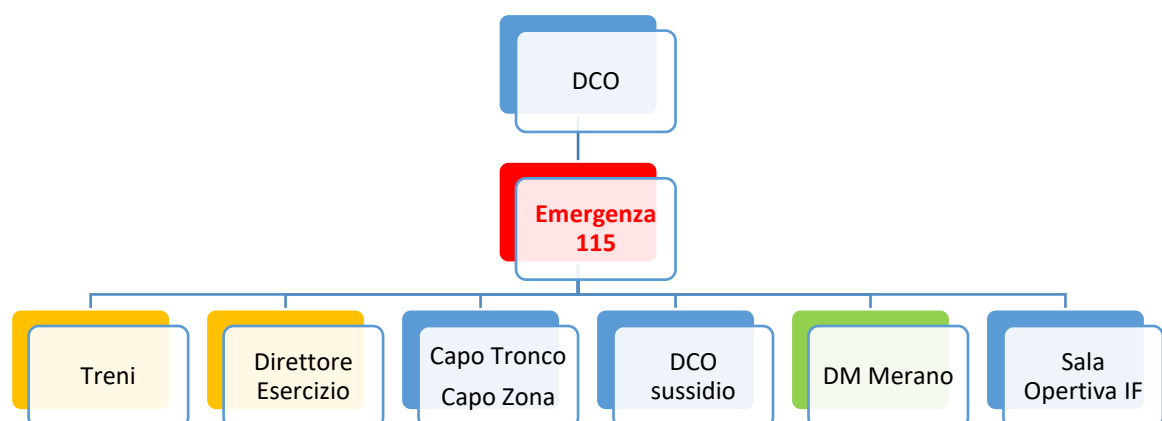 DCO
Emergenza
115
Treni
Direttore
Esercizio
Capo Tronco
Capo Zona
DCO
sussidio
DM Merano
Sala
Opertiva IF